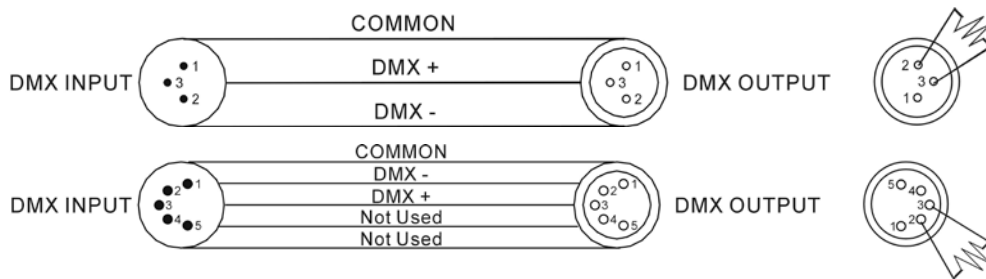 COMMON
DMX INPUT 1 3 2 DMX + 1 3 2 DMX OUTPUT 2 3 1
DMX -
COMMON
DMX -
DMX INPUT 1 2 3 4 5 DMX + 1 2 3 4 5 DMX OUTPUT 5 4 3 2 1
Not Used
Not Used